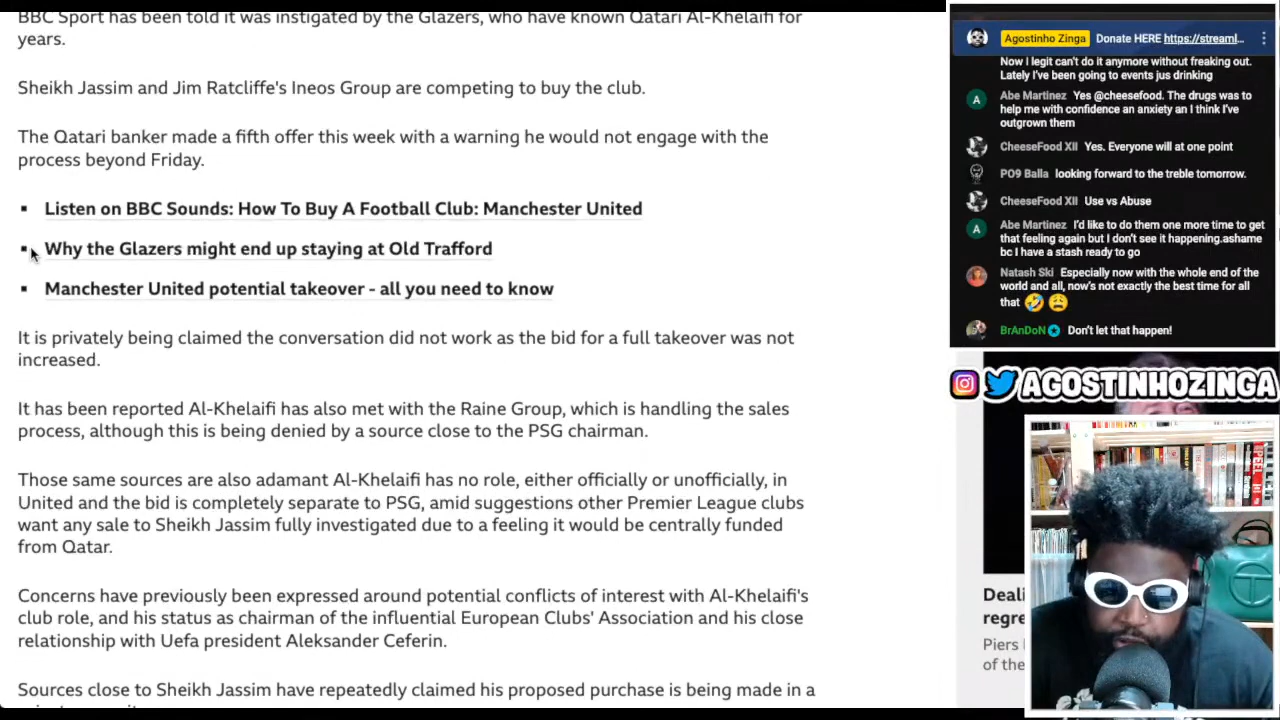 BBC Sport has been told it was instigated by the Glazers, who have known Qatari Al-Khelaifi for
years.
Sheikh Jassim and Jim Ratcliffe's Ineos Group are competing to buy the club.
The Qatari banker made a fifth offer this week with a warning he would not engage with the
process beyond Friday.
▪ Listen on BBC Sounds: How To Buy A Football Club: Manchester United
▪ Why the Glazers might end up staying at Old Trafford
▪ Manchester United potential takeover - all you need to know
It is privately being claimed the conversation did not work as the bid for a full takeover was not
increased.
It has been reported Al-Khelaifi has also met with the Raine Group, which is handling the sales
process, although this is being denied by a source close to the PSG chairman.
Those same sources are also adamant Al-Khelaifi has no role, either officially or unofficially, in
United and the bid is completely separate to PSG, amid suggestions other Premier League clubs
want any sale to Sheikh Jassim fully investigated due to a feeling it would be centrally funded
from Qatar.
Concerns have previously been expressed around potential conflicts of interest with Al-Khelaifi's
club role, and his status as chairman of the influential European Clubs' Association and his close
relationship with Uefa president Aleksander Ceferin.
Sources close to Sheikh Jassim have repeatedly claimed his proposed purchase is being made in a
Agostinho Zinga Donate HERE https://streaml...
Now I legit can't do it anymore without freaking out.
Lately I've been going to events jus drinking
A Abe Martinez Yes @cheesefood. The drugs was to
help me with confidence an anxiety an I think I've
outgrown them
CheeseFood XII Yes. Everyone will at one point
PO9 Balla looking forward to the treble tomorrow.
CheeseFood XII Use vs Abuse
A Abe Martinez I'd like to do them one more time to get
that feeling again but I don't see it happening.ashame
bc I have a stash ready to go
Natash Ski Especially now with the whole end of the
world and all, now's not exactly the best time for all
that 🤣😩
BrAnDoN Don't let that happen!
AGOSTINHOZINGA
Deali
regre
Piers
of the